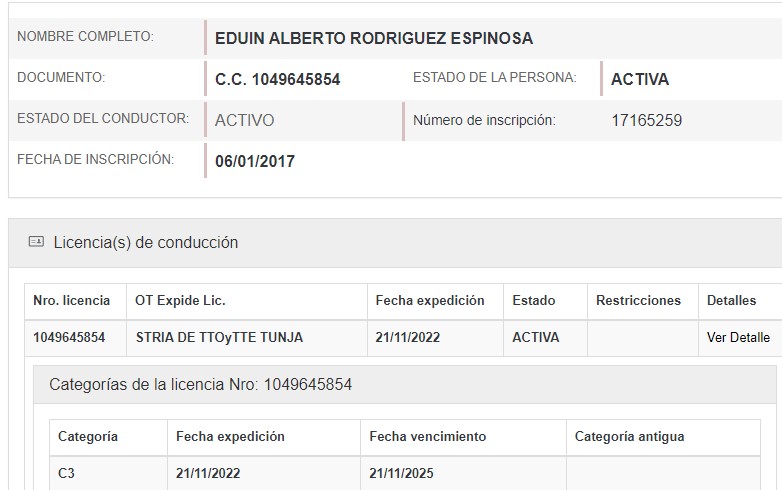 NOMBRE COMPLETO: EDUIN ALBERTO RODRIGUEZ ESPINOSA
DOCUMENTO: C.C. 1049645854 ESTADO DE LA PERSONA: ACTIVA
ESTADO DEL CONDUCTOR: ACTIVO Número de inscripción: 17165259
FECHA DE INSCRIPCIÓN: 06/01/2017
Licencia(s) de conducción
Nro. licencia OT Expide Lic. Fecha expedición Estado Restricciones Detalles
1049645854 STRIA DE TTOyTTE TUNJA 21/11/2022 ACTIVA Ver Detalle
Categorías de la licencia Nro: 1049645854
Categoría Fecha expedición Fecha vencimiento Categoría antigua
C3 21/11/2022 21/11/2025